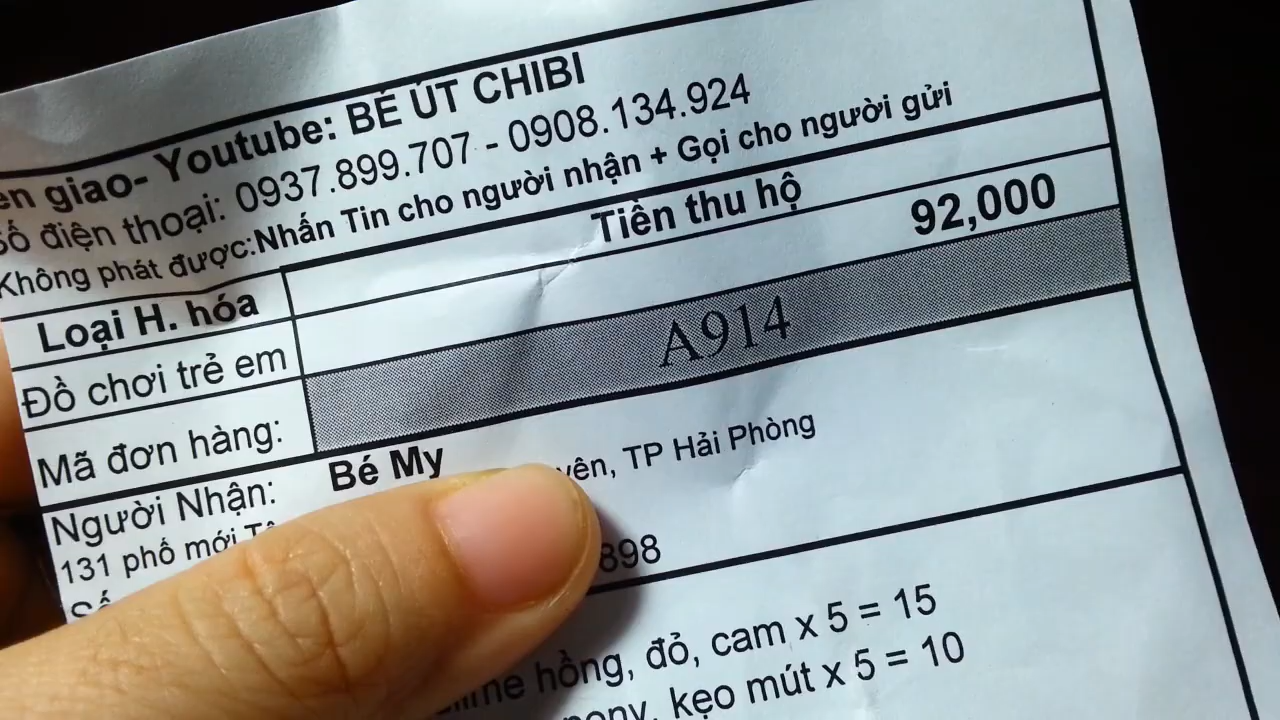 giao- Youtube: BÉ ÚT CHIBI
Số điện thoại: 0937.899.707 - 0908.134.924
Không phát được:Nhấn Tin cho người nhận + Gọi cho người gửi
Loại H. hóa Tiền thu hộ
Đồ chơi trẻ em 92,000
Mã đơn hàng: A914
Người Nhận: Bé My
131 phố mới TP Hải Phòng
898
hồng, đỏ, cam x 5 = 15
kẹo mút x 5 = 10